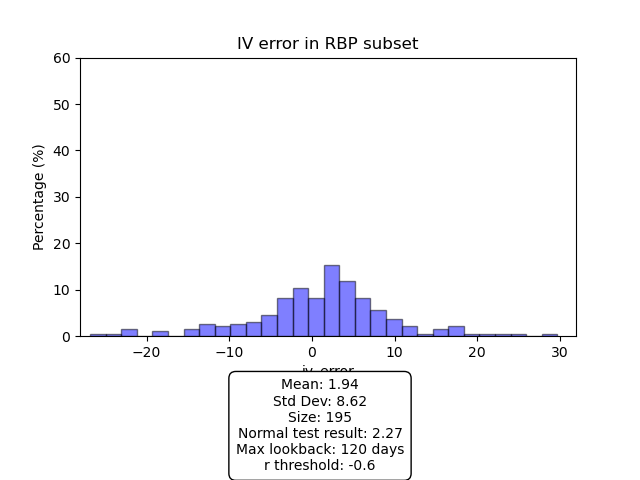 IV error in RBP subset
60
50
40
30
20
10
0
Percentage (%)
−20
−10
0
10
20
30
iv_error
Mean: 1.94
Std Dev: 8.62
Size: 195
Normal test result: 2.27
Max lookback: 120 days
r threshold: -0.6